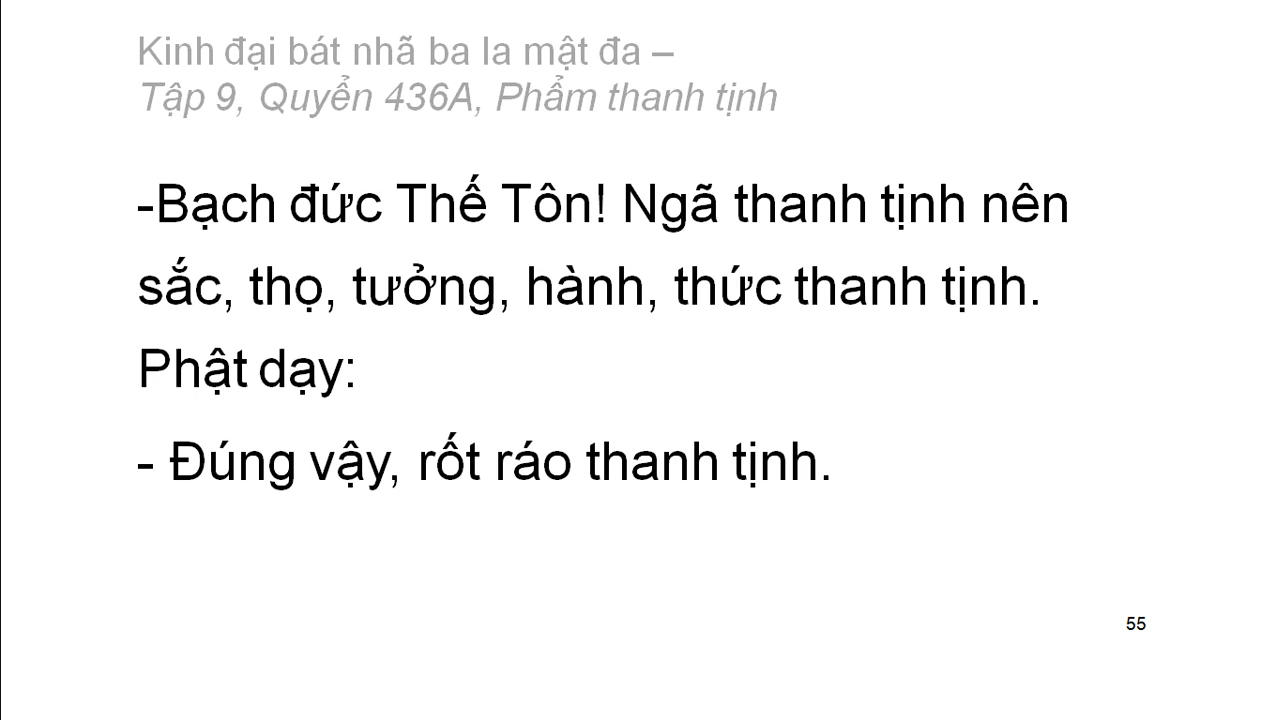 Kinh đại bát nhã ba la mật đa –
Tập 9, Quyển 436A, Phẩm thanh tịnh
-Bạch đức Thế Tôn! Ngã thanh tịnh nên
sắc, thọ, tưởng, hành, thức thanh tịnh.
Phật dạy:
- Đúng vậy, rốt ráo thanh tịnh.
55